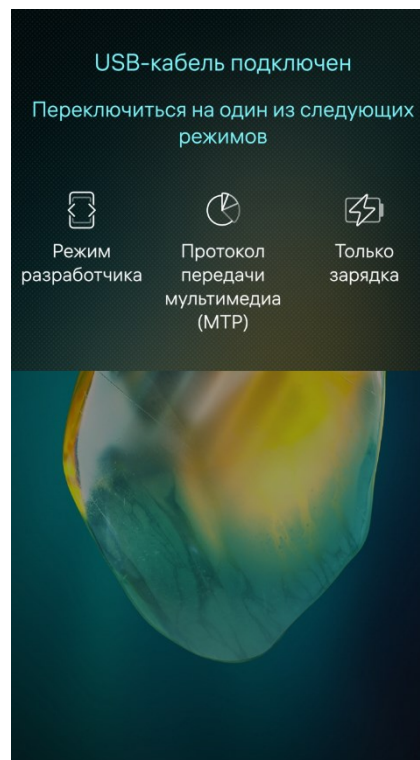 USB-кабель подключен
Переключиться на один из следующих
режимов
Режим
разработчика
Протокол
передачи
мультимедиа
(MTP)
Только
зарядка